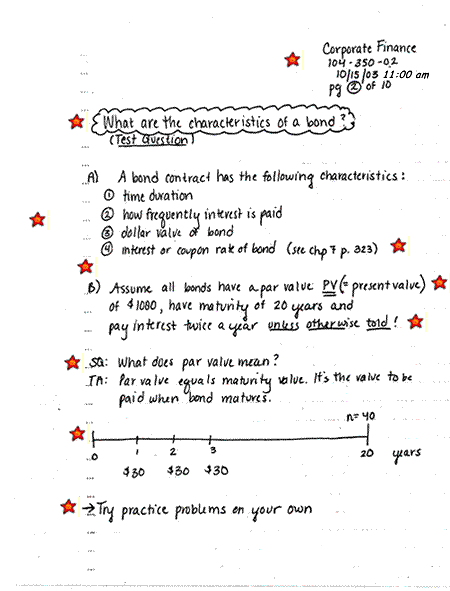 Corporate Finance
104-350-02
10/15/03 11:00 am
pg 2 of 10
What are the characteristics of a bond?
(Test Question)
A) A bond contract has the following characteristics:
① time duration
② how frequently interest is paid
③ dollar value of bond
④ interest or coupon rate of bond (see chp 7 p. 323)
B) Assume all bonds have a par value PV (= present value)
of $1080, have maturity of 20 years and
pay interest twice a year unless otherwise told!
SQ: What does par value mean?
IA: Par value equals maturity value. It's the value to be
paid when bond matures.
n=40
0 1 2 3 20 years
$30 $30 $30
→ Try practice problems on your own